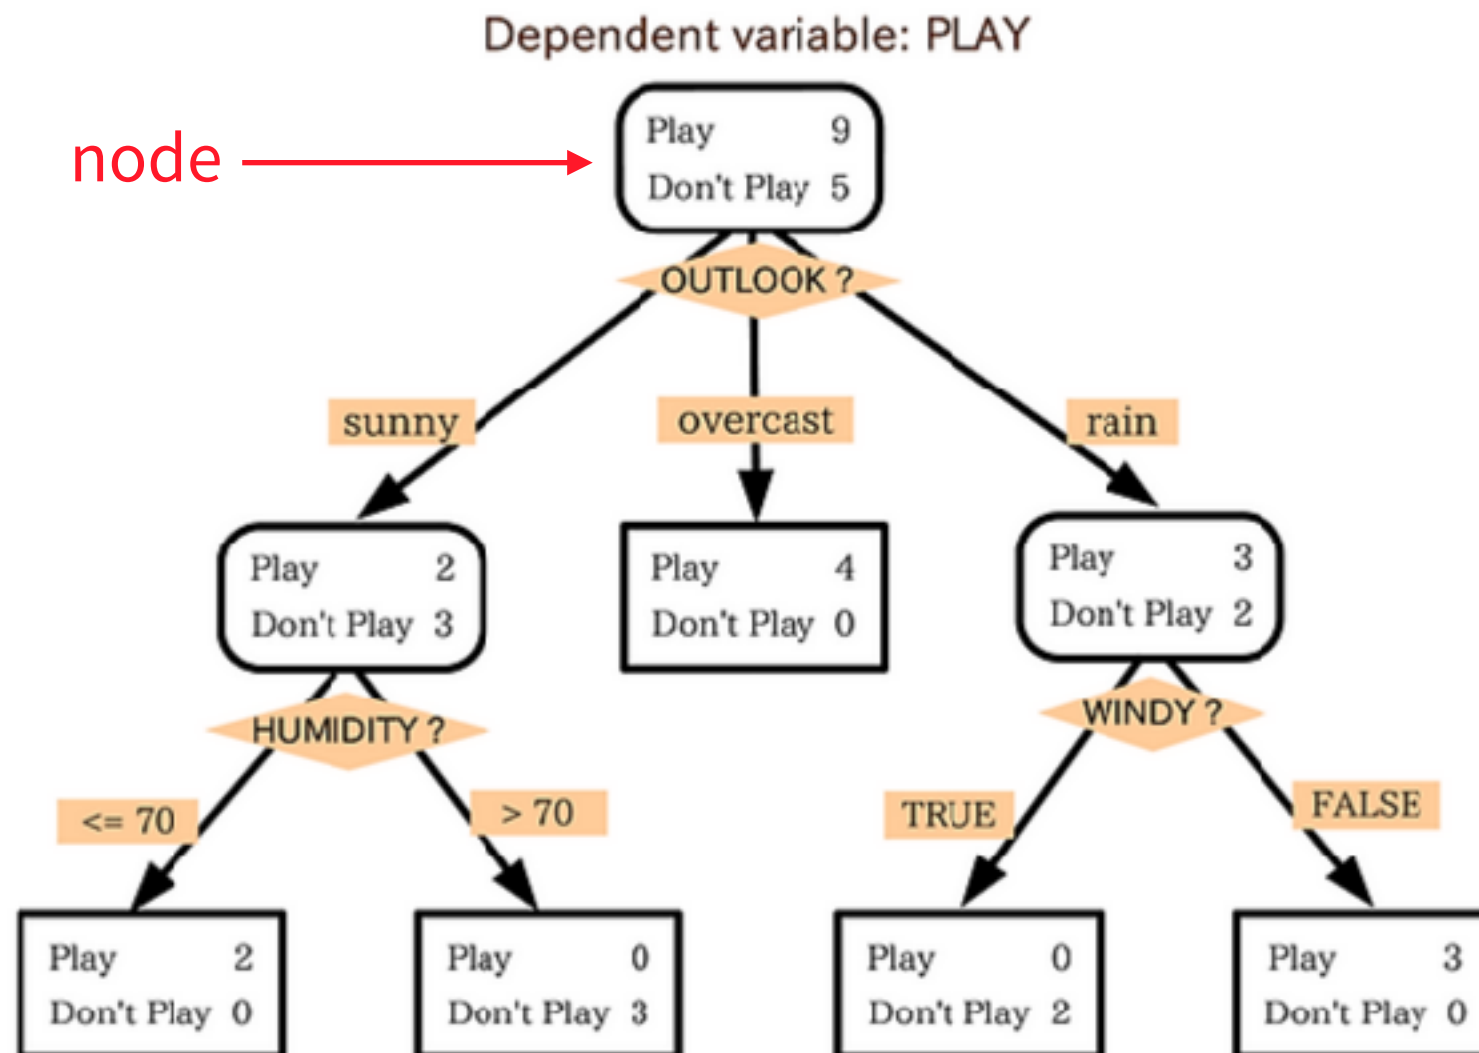 Dependent variable: PLAY
node
Play 9
Don't Play 5
OUTLOOK ?
sunny
overcast
rain
Play 2
Don't Play 3
Play 4
Don't Play 0
Play 3
Don't Play 2
HUMIDITY ?
WINDY ?
<= 70
> 70
TRUE
FALSE
Play 2
Don't Play 0
Play 0
Don't Play 3
Play 0
Don't Play 2
Play 3
Don't Play 0